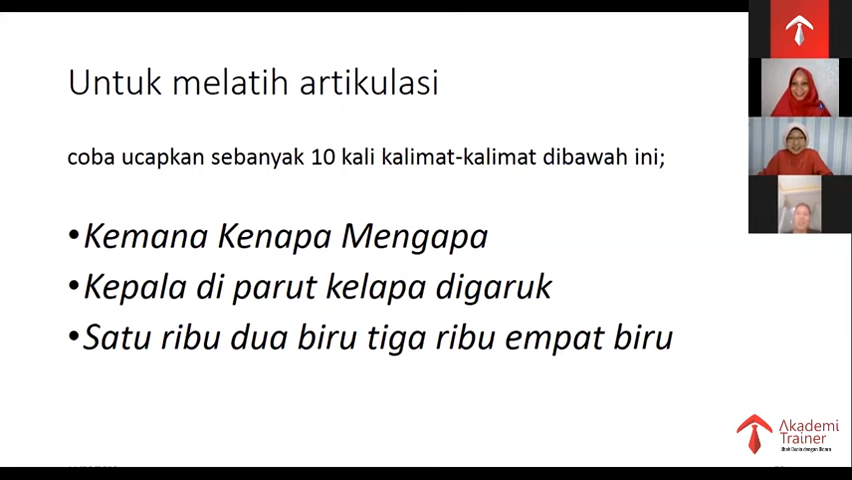 Untuk melatih artikulasi
coba ucapkan sebanyak 10 kali kalimat-kalimat dibawah ini;
•Kemana Kenapa Mengapa
•Kepala di parut kelapa digaruk
•Satu ribu dua biru tiga ribu empat biru
Akademi
Trainer